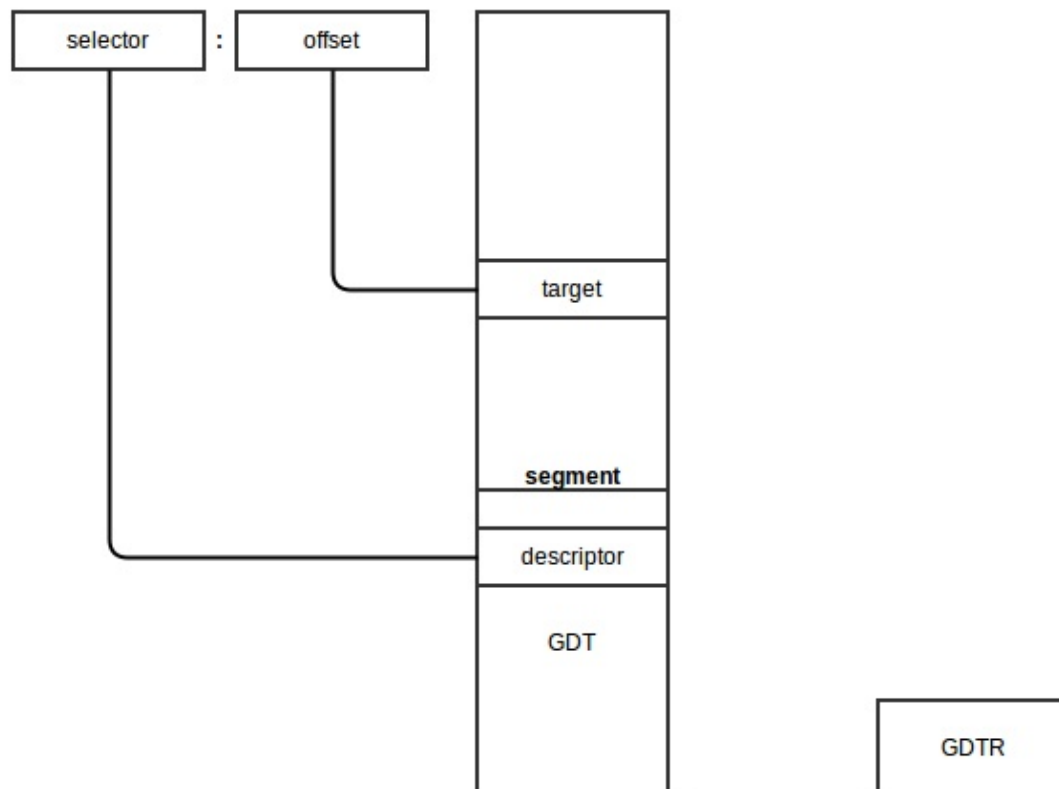 selector : offset
target
segment
descriptor
GDT
GDTR